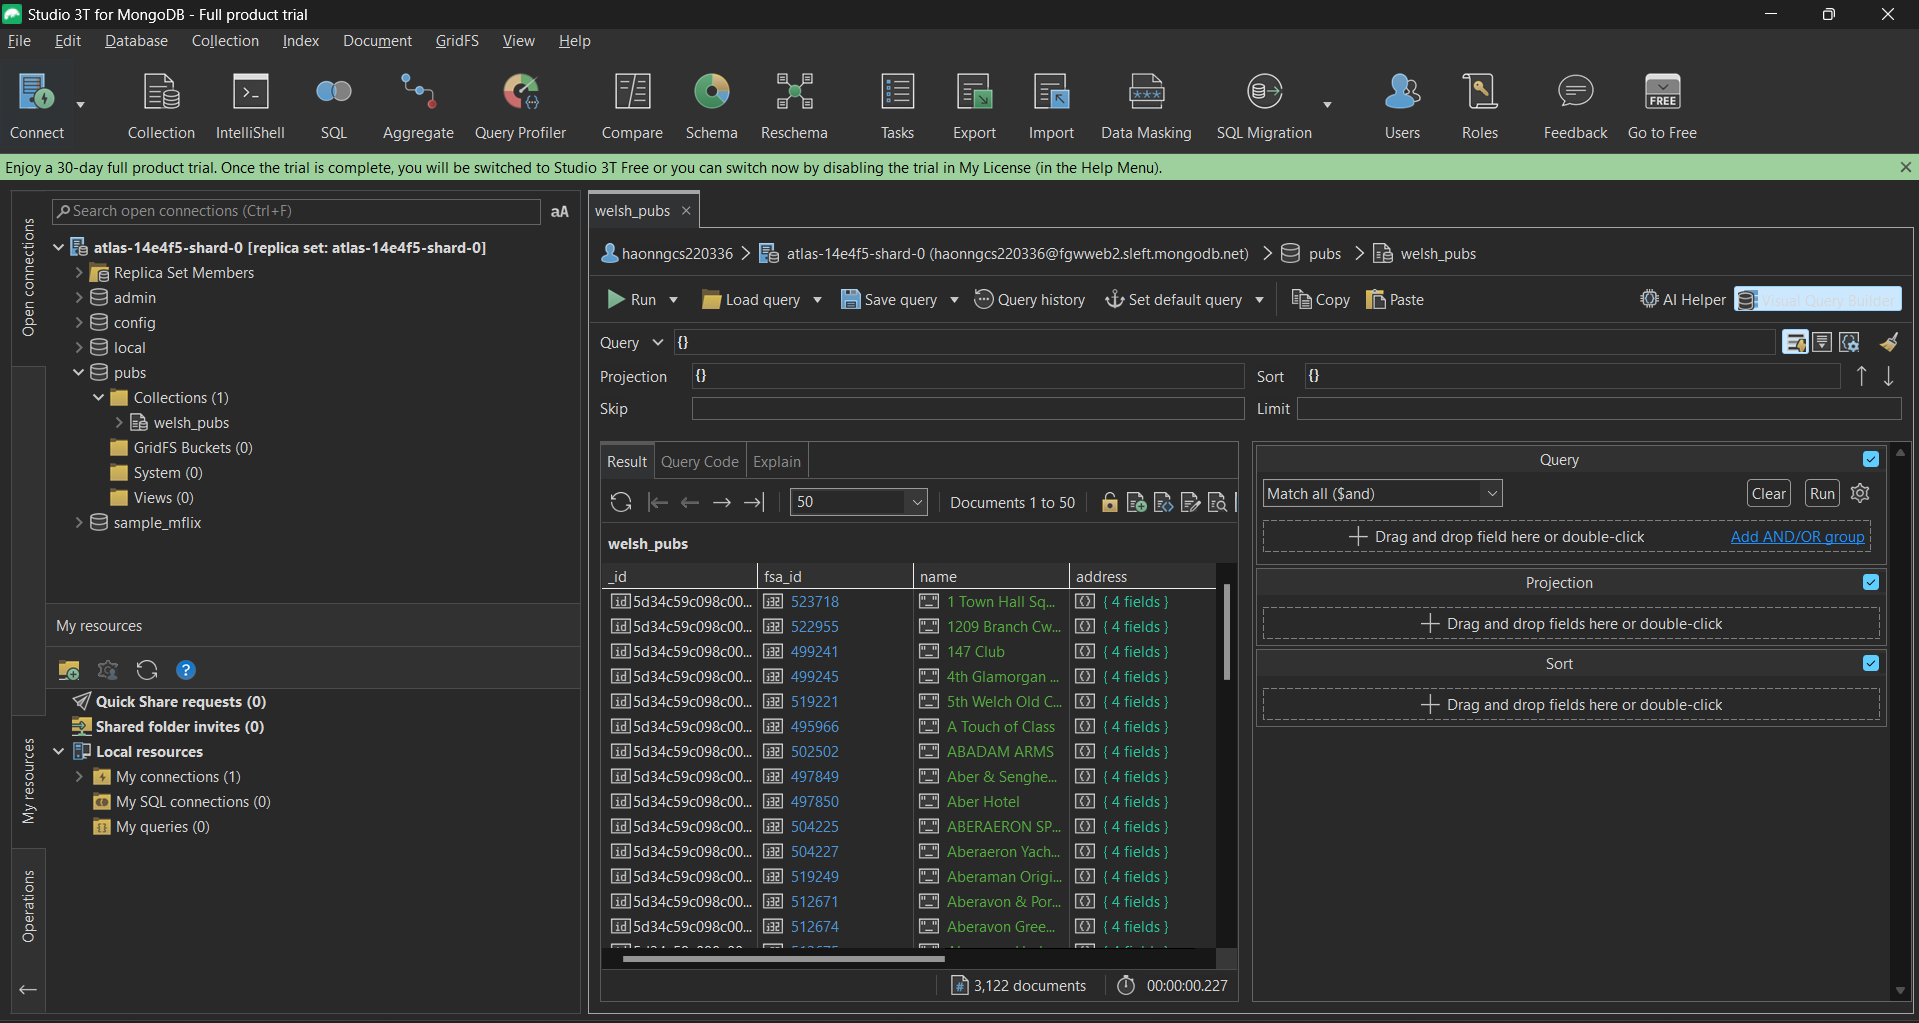 Studio 3T for MongoDB - Full product trial
File Edit Database Collection Index Document GridFS View Help
Connect Collection IntelliShell SQL Aggregate Query Profiler Compare Schema Reschema Tasks Export Import Data Masking SQL Migration Users Roles Feedback Go to Free
Enjoy a 30-day full product trial. Once the trial is complete, you will be switched to Studio 3T Free or you can switch now by disabling the trial in My License (in the Help Menu).
Open connections
Search open connections (Ctrl+F) aA
atlas-14e4f5-shard-0 [replica set: atlas-14e4f5-shard-0]
Replica Set Members
admin
config
local
pubs
Collections (1)
welsh_pubs
GridFS Buckets (0)
System (0)
Views (0)
sample_mflix
My resources
My resources
Quick Share requests (0)
Shared folder invites (0)
Local resources
My connections (1)
My SQL connections (0)
My queries (0)
Operations
welsh_pubs
haonngcs220336 atlas-14e4f5-shard-0 (haonngcs220336@fgwweb2.sleft.mongodb.net) pubs welsh_pubs
Run Load query Save query Query history Set default query Copy Paste AI Helper Visual Query Builder
Query {}
Projection {} Sort {}
Skip Limit
Result Query Code Explain
50 Documents 1 to 50
welsh_pubs
_id fsa_id name address
5d34c59c098c00... 523718 1 Town Hall Sq... { 4 fields }
5d34c59c098c00... 522955 1209 Branch Cw... { 4 fields }
5d34c59c098c00... 499241 147 Club { 4 fields }
5d34c59c098c00... 499245 4th Glamorgan ... { 4 fields }
5d34c59c098c00... 519221 5th Welch Old C... { 4 fields }
5d34c59c098c00... 495966 A Touch of Class { 4 fields }
5d34c59c098c00... 502502 ABADAM ARMS { 4 fields }
5d34c59c098c00... 497849 Aber & Senghe... { 4 fields }
5d34c59c098c00... 497850 Aber Hotel { 4 fields }
5d34c59c098c00... 504225 ABERAERON SP... { 4 fields }
5d34c59c098c00... 504227 Aberaeron Yach... { 4 fields }
5d34c59c098c00... 519249 Aberaman Origi... { 4 fields }
5d34c59c098c00... 512671 Aberavon & Por... { 4 fields }
5d34c59c098c00... 512674 Aberavon Gree... { 4 fields }
3,122 documents 00:00:00.227
Query
Match all ($and) Clear Run
Drag and drop field here or double-click Add AND/OR group
Projection
Drag and drop fields here or double-click
Sort
Drag and drop fields here or double-click